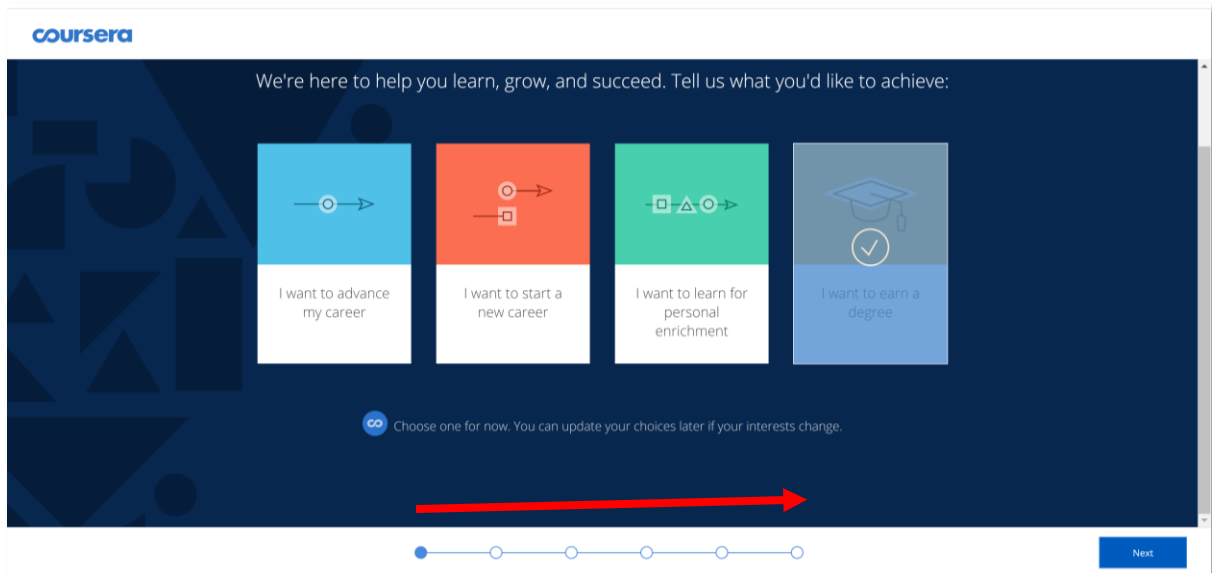 coursera
We're here to help you learn, grow, and succeed. Tell us what you'd like to achieve:
I want to advance
my career
I want to start a
new career
I want to learn for
personal
enrichment
I want to earn a
degree
Choose one for now. You can update your choices later if your interests change.
Next